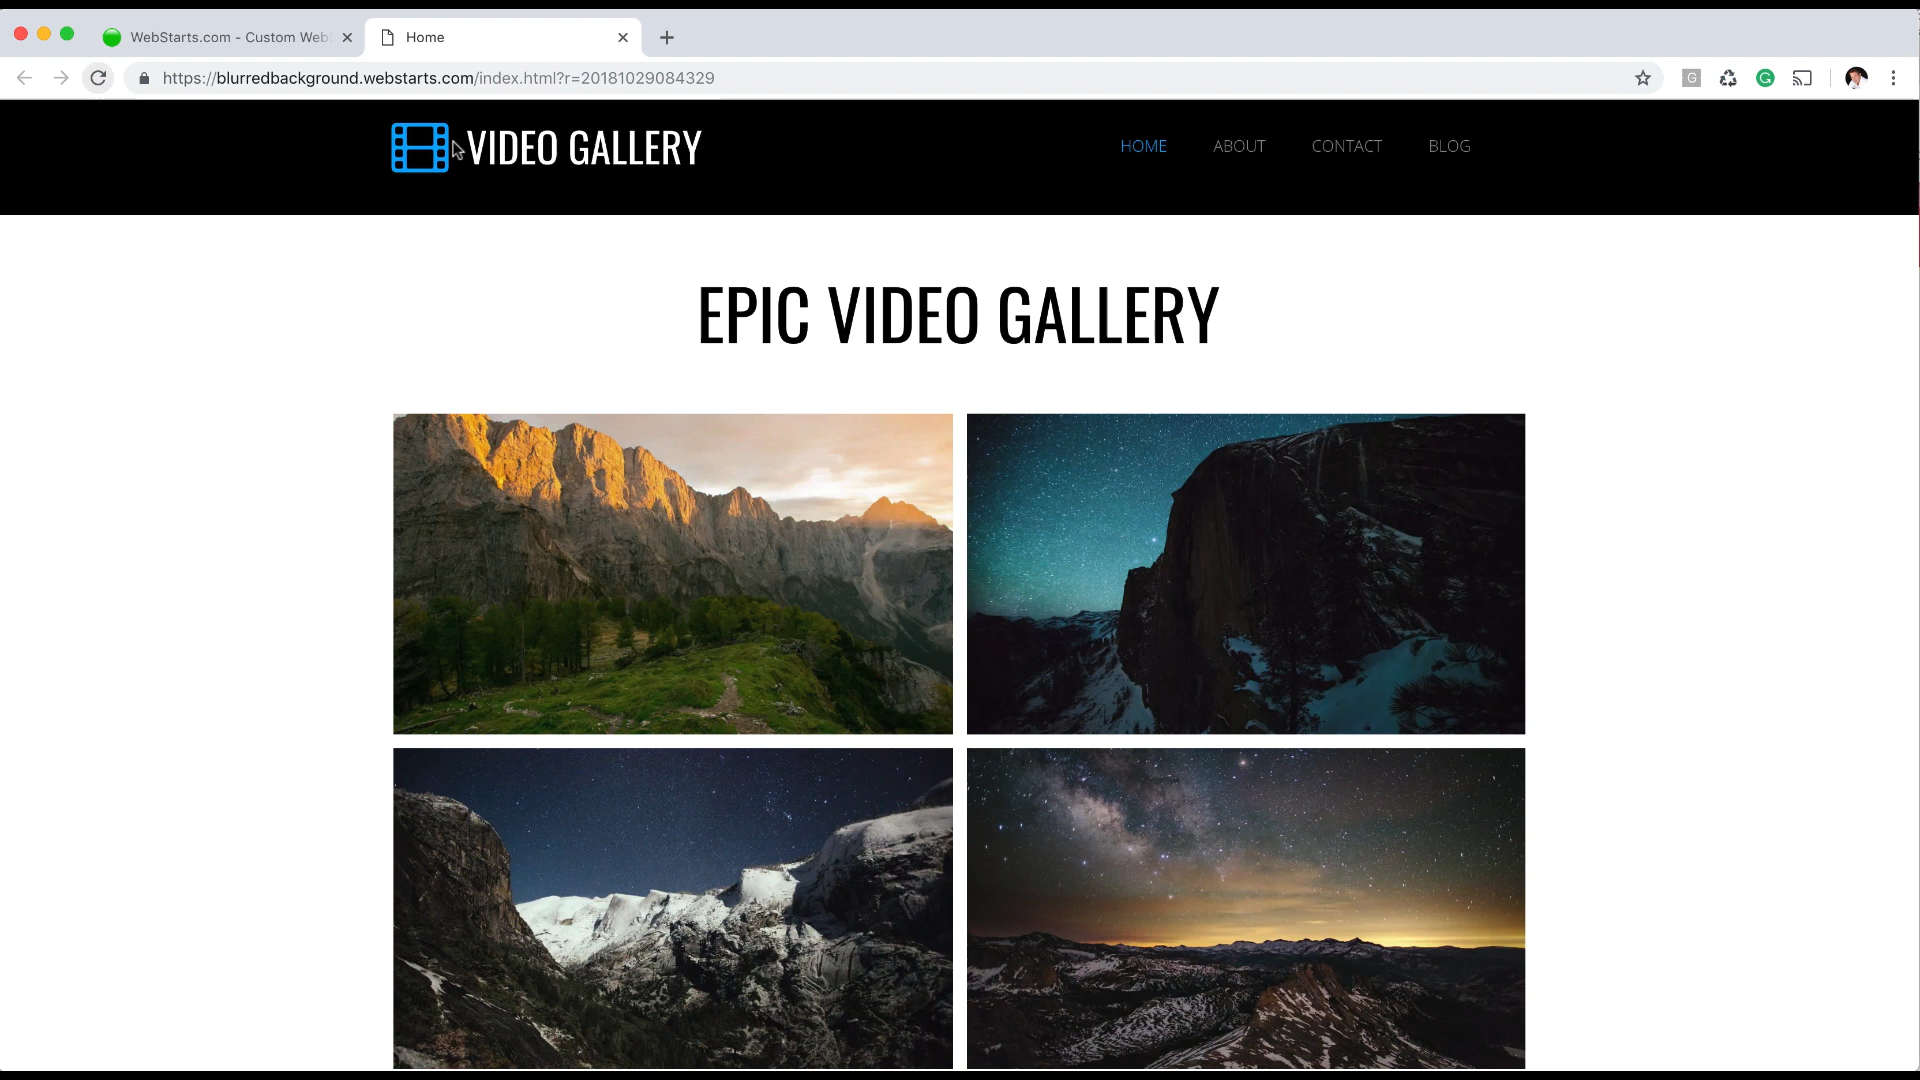 WebStarts.com - Custom Web
Home
https://blurredbackground.webstarts.com/index.html?r=20181029084329
G
G
VIDEO GALLERY
HOME
ABOUT
CONTACT
BLOG
EPIC VIDEO GALLERY